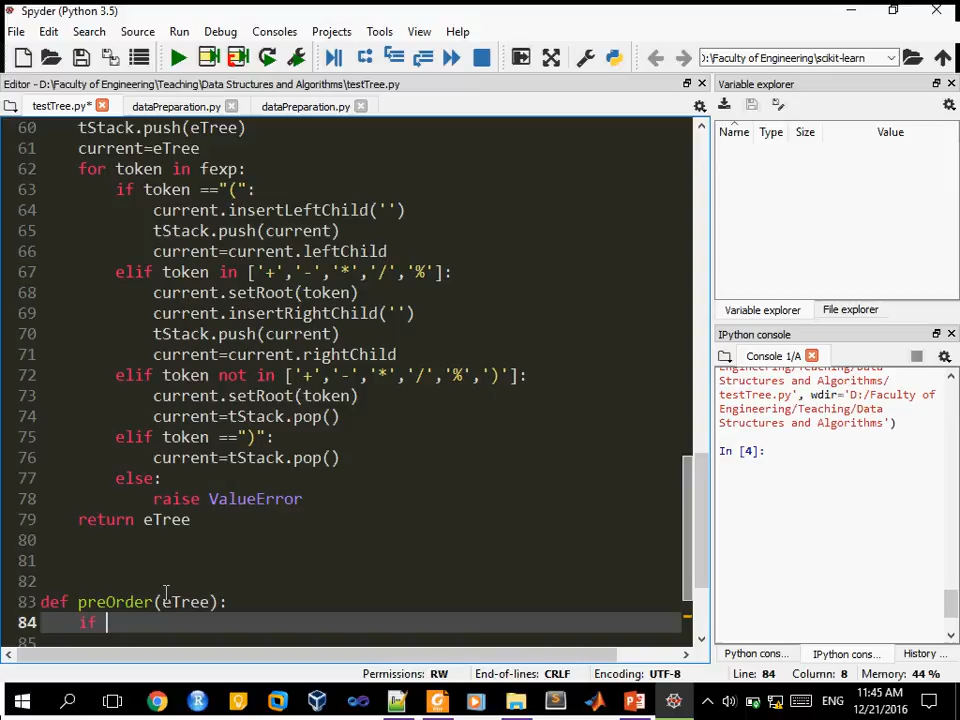 Spyder (Python 3.5)
File Edit Search Source Run Debug Consoles Projects Tools View Help
):\Faculty of Engineering\scikit-learn
Editor - D:\Faculty of Engineering\Teaching\Data Structures and Algorithms\testTree.py
Variable explorer
testTree.py* dataPreparation.py dataPreparation.py
Name Type Size Value
60 tStack.push(eTree)
61 current=eTree
62 for token in fexp:
63 if token =="(":
64 current.insertLeftChild('')
65 tStack.push(current)
66 current=current.leftChild
67 elif token in ['+','-','*','/','%']:
68 current.setRoot(token)
69 current.insertRightChild('')
70 tStack.push(current)
71 current=current.rightChild
72 elif token not in ['+','-','*','/','%',')']:
73 current.setRoot(token)
74 current=tStack.pop()
75 elif token ==")":
76 current=tStack.pop()
77 else:
78 raise ValueError
79 return eTree
80
81
82
83 def preOrder(eTree):
84 if
85
Variable explorer File explorer
IPython console
Console 1/A
Engineering/Teaching/Data
Structures and Algorithms/
testTree.py', wdir='D:/Faculty of
Engineering/Teaching/Data
Structures and Algorithms')
In [4]:
Python cons... IPython cons... History ...
Permissions: RW End-of-lines: CRLF Encoding: UTF-8 Line: 84 Column: 8 Memory: 44 %
ENG
11:45 AM
12/21/2016